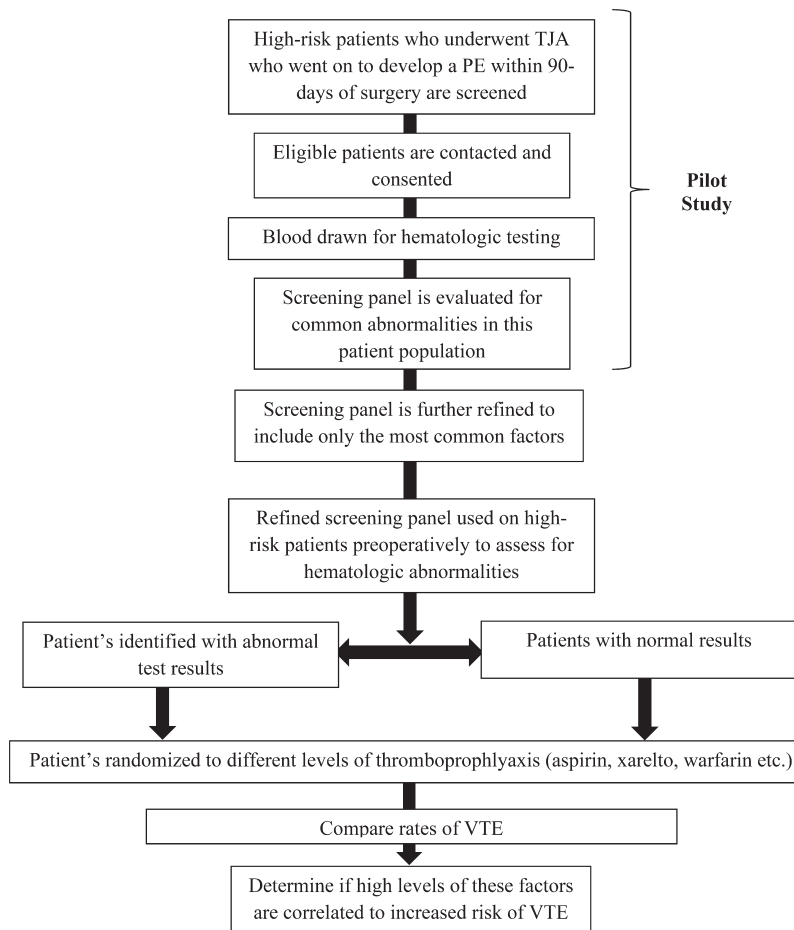 High-risk patients who underwent TJA
who went on to develop a PE within 90-
days of surgery are screened
Eligible patients are contacted and
consented
Pilot
Study
Blood drawn for hematologic testing
Screening panel is evaluated for
common abnormalities in this
patient population
Screening panel is further refined to
include only the most common factors
Refined screening panel used on high-
risk patients preoperatively to assess for
hematologic abnormalities
Patient’s identified with abnormal
test results
Patients with normal results
Patient’s randomized to different levels of thromboprophlyaxis (aspirin, xarelto, warfarin etc.)
Compare rates of VTE
Determine if high levels of these factors
are correlated to increased risk of VTE